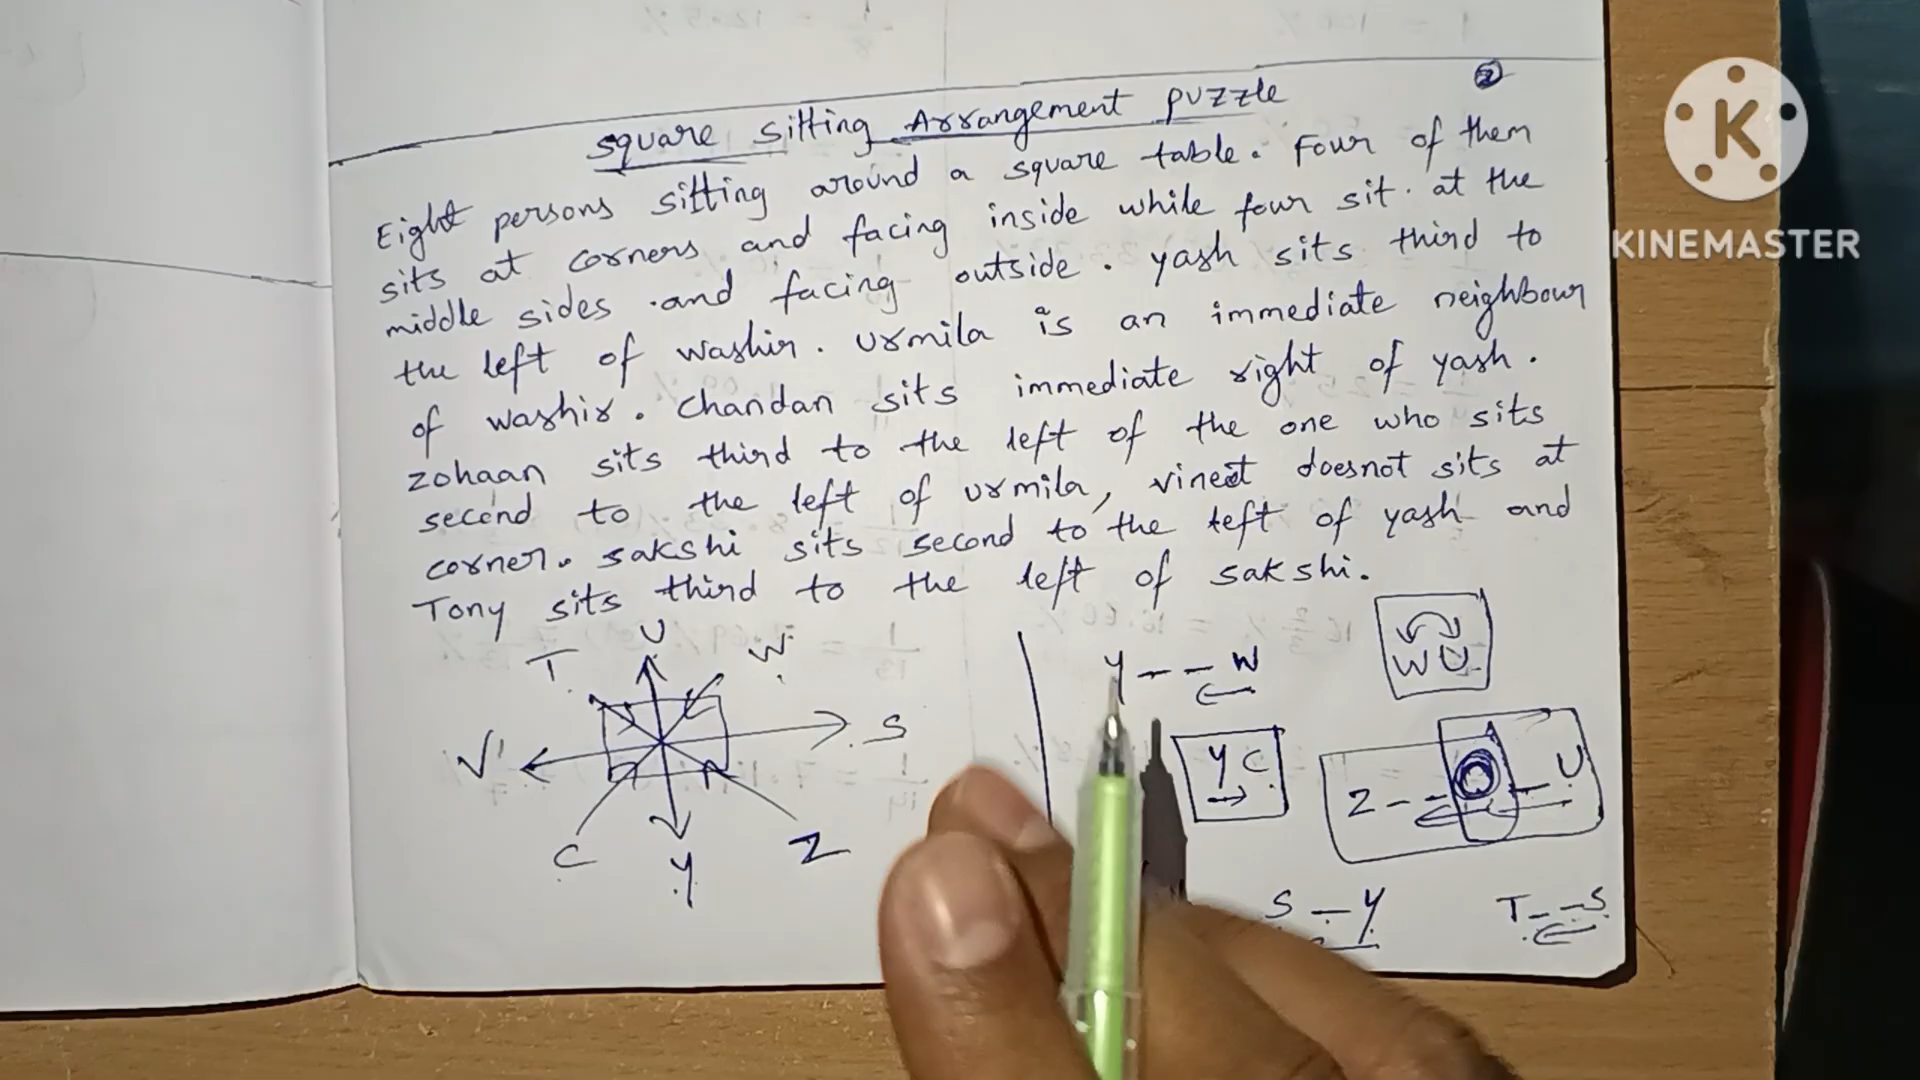 ②
Square Sitting Arrangement puzzle
Eight persons sitting around a square table. Four of them
sits at corners and facing inside while four sit at the
middle sides and facing outside. Yash sits third to
the left of washir. Urmila is an immediate neighbour
of washir. Chandan sits immediate right of Yash.
Zohaan sits third to the left of the one who sits
second to the left of urmila, vineet doesnot sits at
corner. Sakshi sits second to the left of Yash and
Tony sits third to the left of sakshi.
T U W
V S
C Y Z
Y - - W
W U
Y C
Z - - - U
S - Y
T - - S
K
KINEMASTER